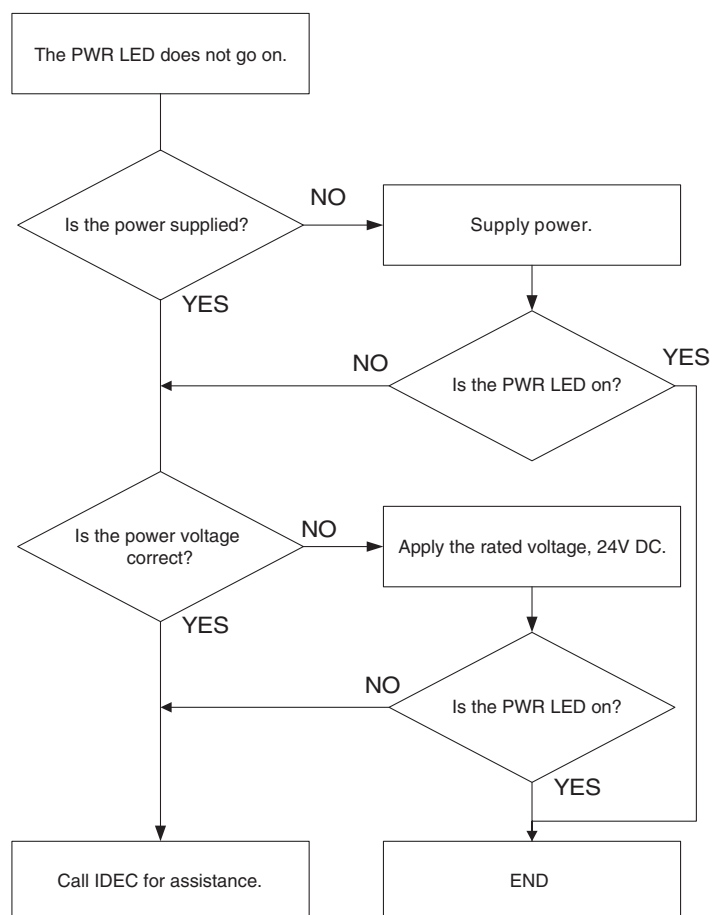 The PWR LED does not go on.
Is the power supplied?
NO
Supply power.
YES
Is the PWR LED on?
NO
YES
Is the power voltage
correct?
NO
Apply the rated voltage, 24V DC.
YES
Is the PWR LED on?
NO
YES
Call IDEC for assistance.
END